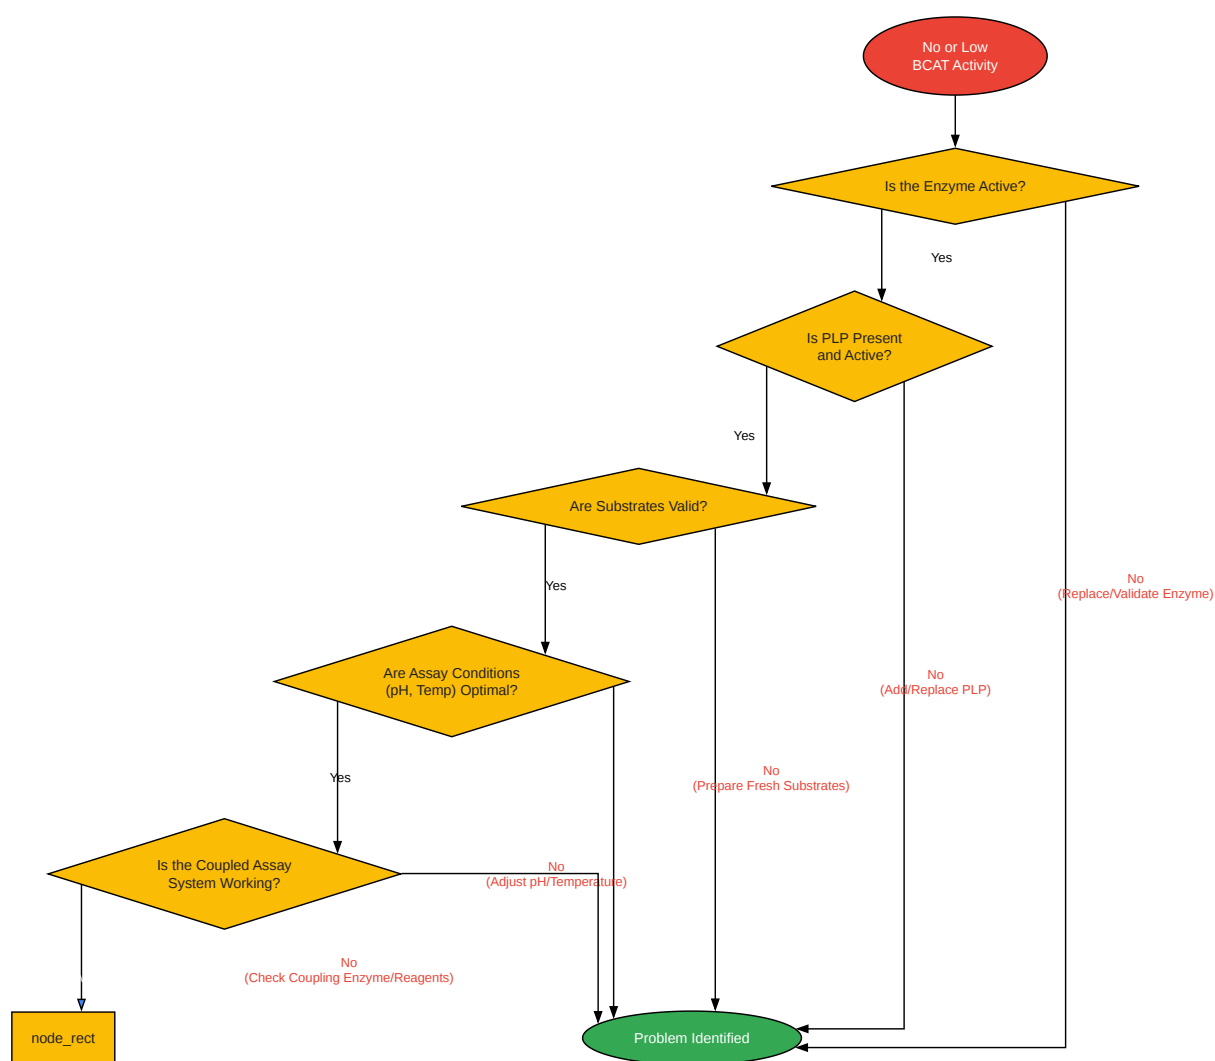 No or Low
BCAT Activity
Is the Enzyme Active?
Yes
Is PLP Present
and Active?
Yes
Are Substrates Valid?
Yes
No
(Replace/Validate Enzyme)
Are Assay Conditions
(pH, Temp) Optimal?
No
(Add/Replace PLP)
Yes
No
(Prepare Fresh Substrates)
Is the Coupled Assay
System Working?
No
(Adjust pH/Temperature)
No
(Check Coupling Enzyme/Reagents)
node_rect
Problem Identified